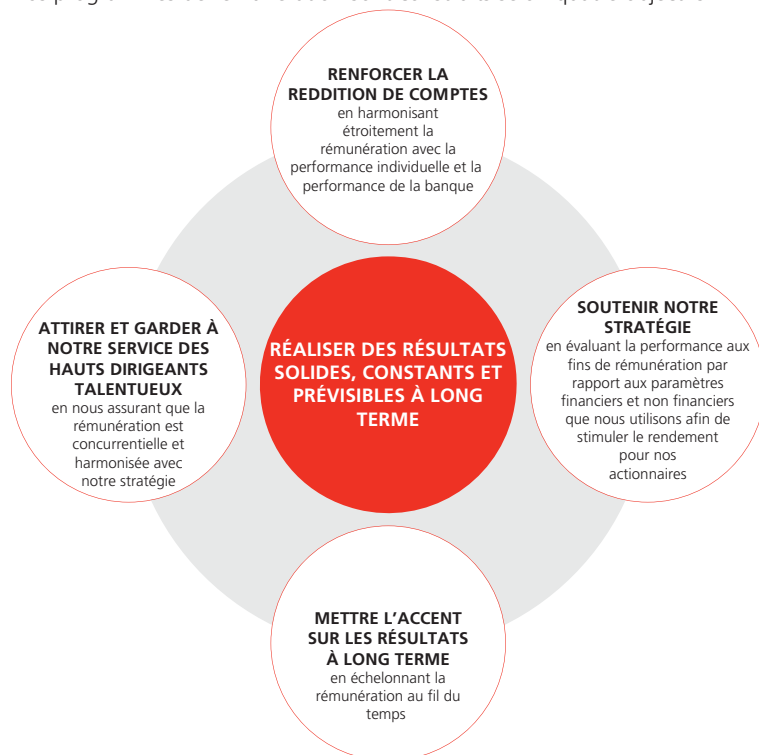 RENFORCER LA
REDDITION DE COMPTES
en harmonisant
étroitement la
rémunération avec la
performance individuelle et la
performance de la banque
ATTIRER ET GARDER À
NOTRE SERVICE DES
HAUTS DIRIGEANTS
TALENTUEUX
en nous assurant que la
rémunération est
concurrentielle et
harmonisée avec
notre stratégie
RÉALISER DES RÉSULTATS
SOLIDES, CONSTANTS ET
PRÉVISIBLES À LONG
TERME
SOUTENIR NOTRE
STRATÉGIE
en évaluant la performance aux
fins de rémunération par
rapport aux paramètres
financiers et non financiers
que nous utilisons afin de
stimuler le rendement
pour nos
actionnaires
METTRE L’ACCENT
SUR LES RÉSULTATS
À LONG TERME
en échelonnant la
rémunération au fil du
temps